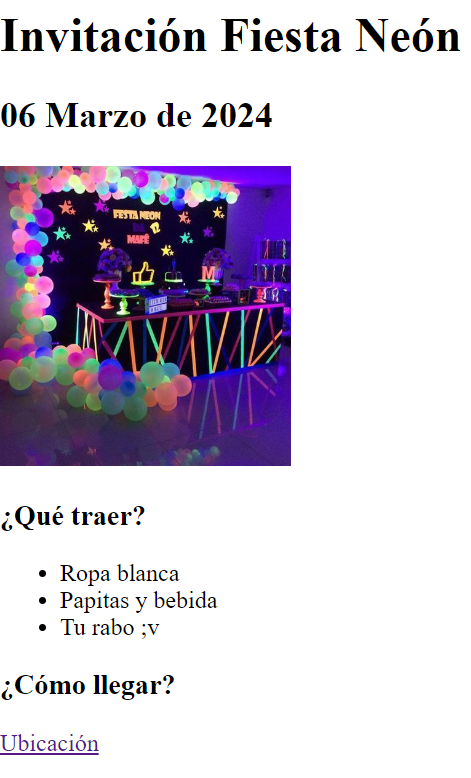 Invitación Fiesta Neón
06 Marzo de 2024
FESTA NEON
MAFÊ
M
¿Qué traer?
Ropa blanca
Papitas y bebida
Tu rabo ;v
¿Cómo llegar?
Ubicación